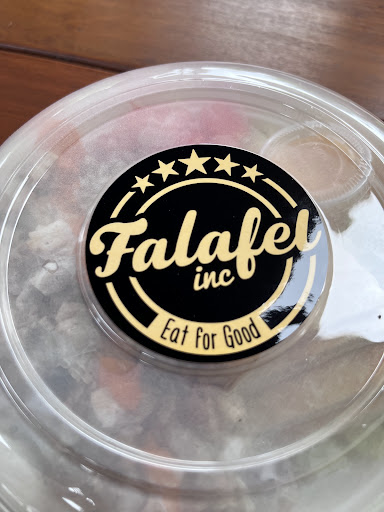 Falafel
inc
Eat for Good